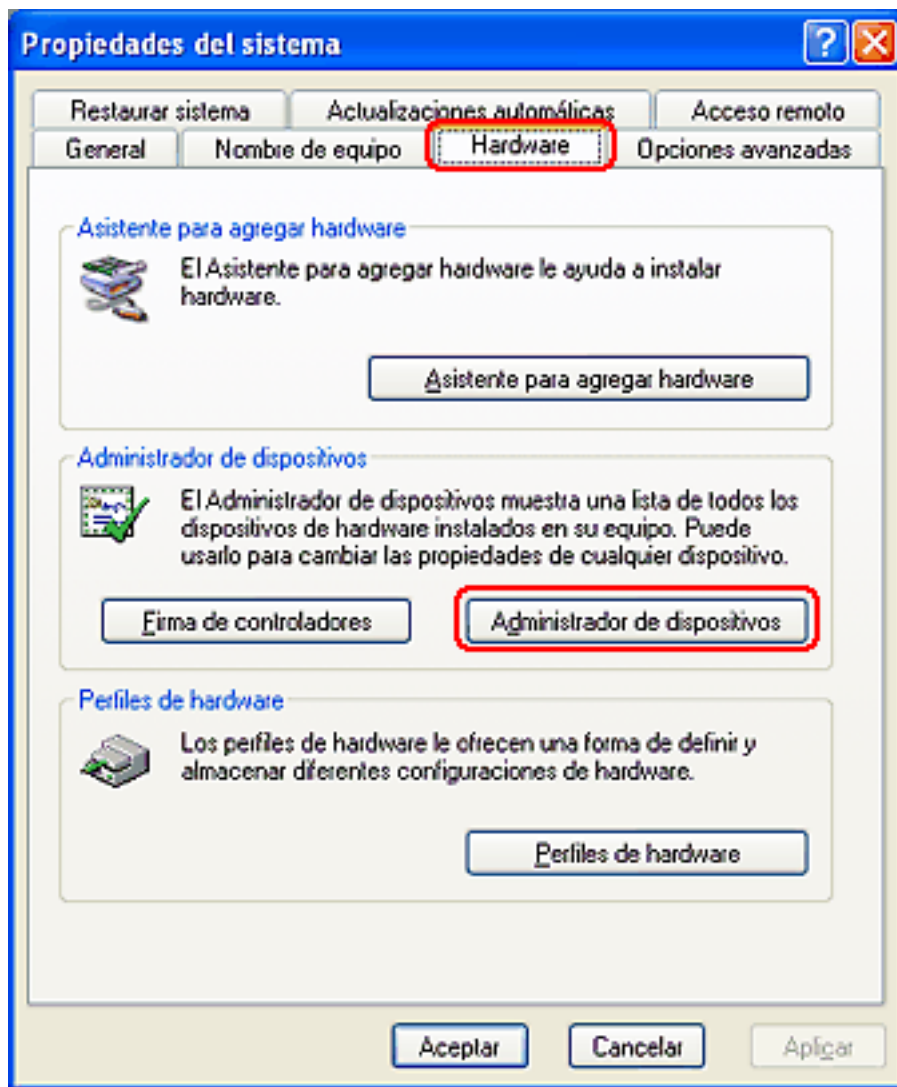 Propiedades del sistema
Restaurar sistema Actualizaciones automáticas Acceso remoto
General Nombre de equipo Hardware Opciones avanzadas
Asistente para agregar hardware
El Asistente para agregar hardware le ayuda a instalar
hardware.
Asistente para agregar hardware
Administrador de dispositivos
El Administrador de dispositivos muestra una lista de todos los
dispositivos de hardware instalados en su equipo. Puede
usarlo para cambiar las propiedades de cualquier dispositivo.
Firma de controladores Administrador de dispositivos
Perfiles de hardware
Los perfiles de hardware le ofrecen una forma de definir y
almacenar diferentes configuraciones de hardware.
Perfiles de hardware
Aceptar Cancelar Aplicar